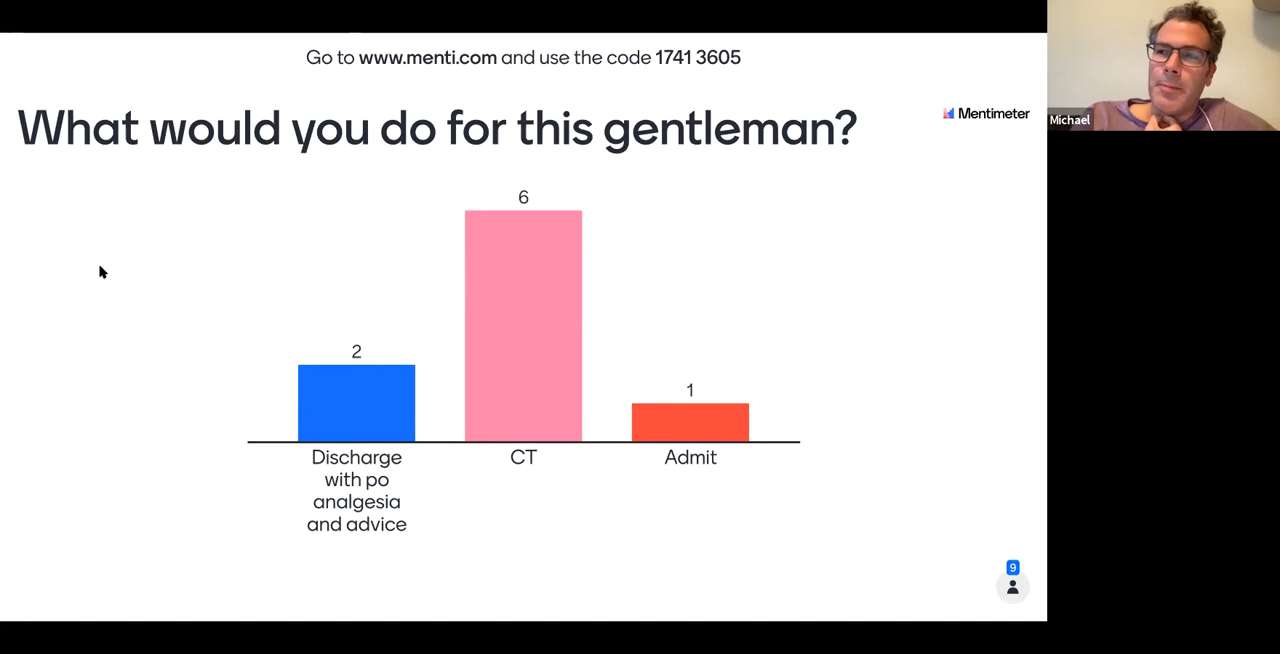 Go to www.menti.com and use the code 1741 3605
What would you do for this gentleman?
Mentimeter
Michael
6
2
1
Discharge
with po
analgesia
and advice
CT
Admit
9